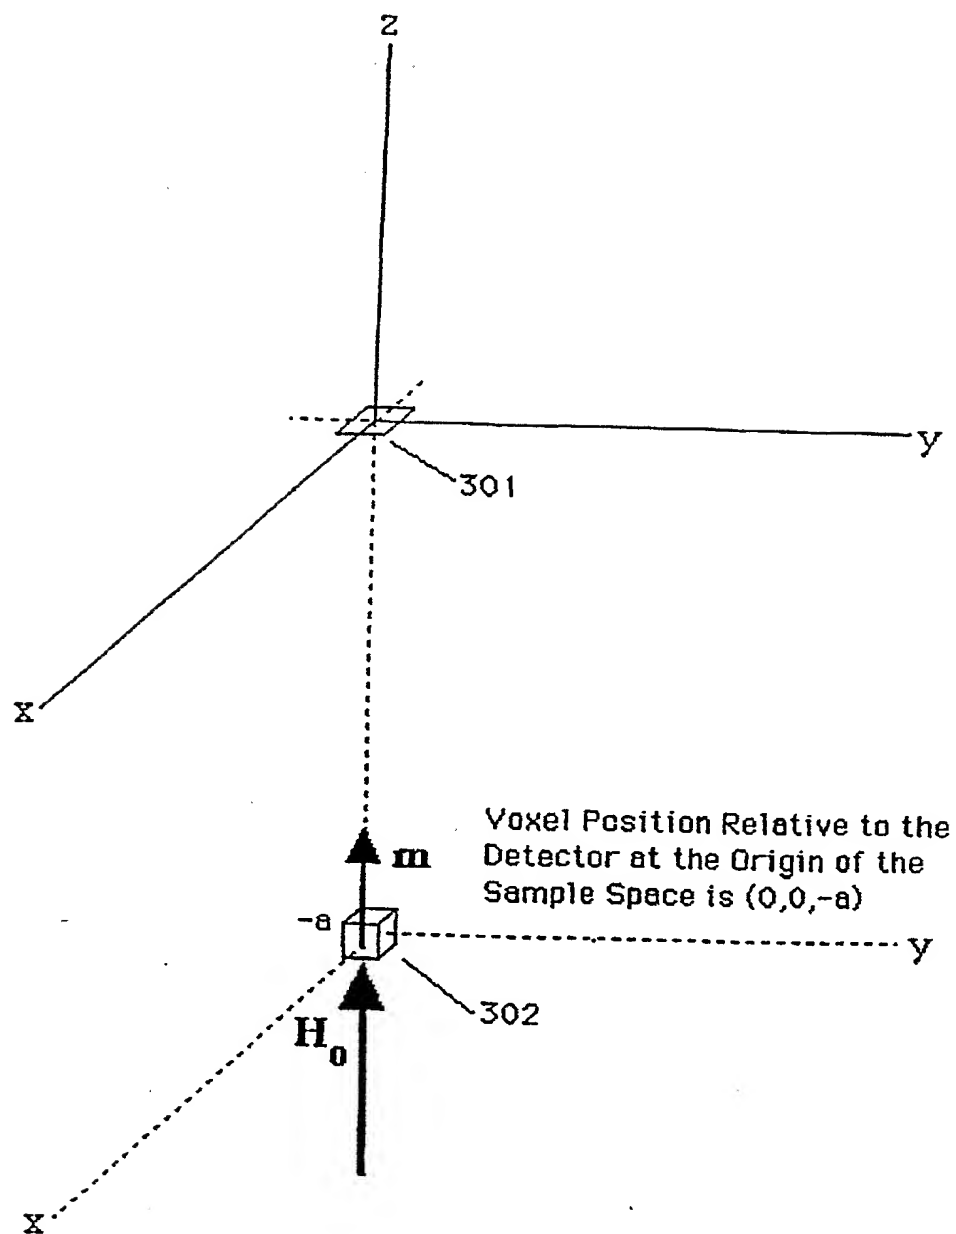 Z
y
301
X
m
Voxel Position Relative to the
Detector at the Origin of the
Sample Space is (0,0,-a)
-a
y
302
H0
X